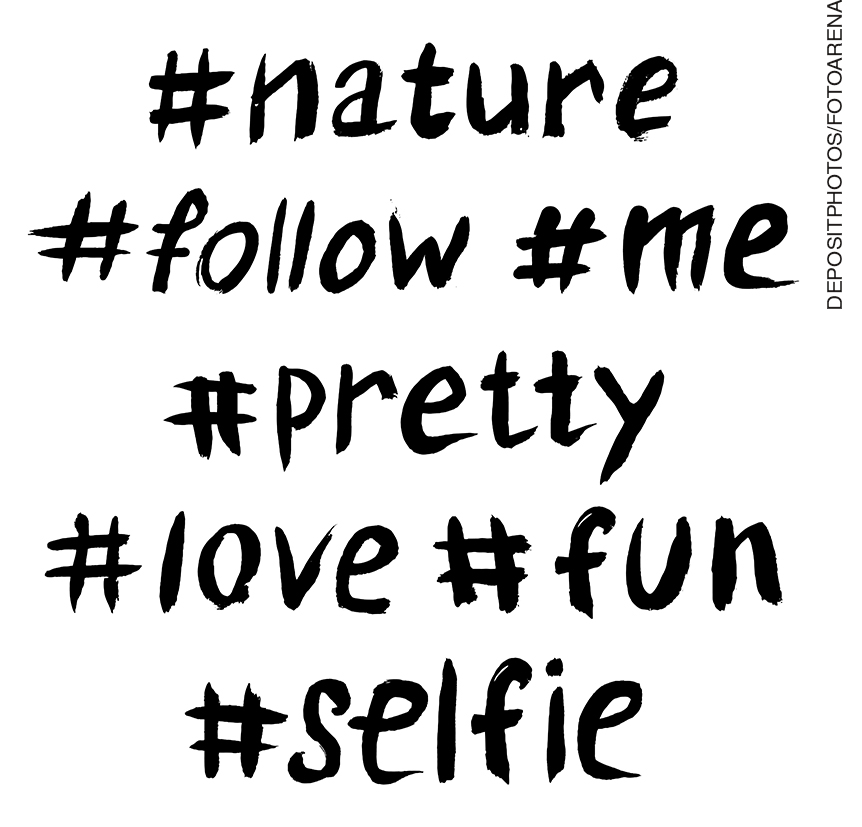 #nature
#follow #me
#pretty
#love #fun
#selfie
DEPOSITPHOTOS/FOTOARENA